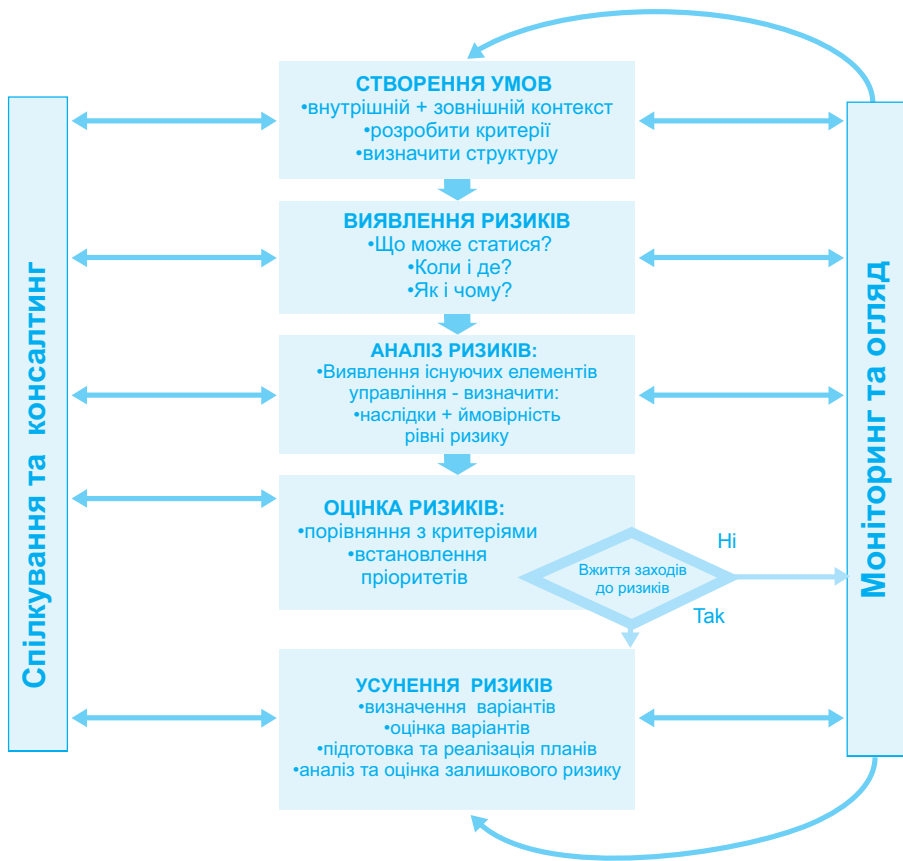 СТВОРЕННЯ УМОВ
•внутрішній + зовнішній контекст
•розробити критерії
•визначити структуру
ВИЯВЛЕННЯ РИЗИКІВ
•Що може статися?
•Коли і де?
•Як і чому?
АНАЛІЗ РИЗИКІВ:
•Виявлення існуючих елементів
управління - визначити:
•наслідки + ймовірність
рівні ризику
ОЦІНКА РИЗИКІВ:
•порівняння з критеріями
•встановлення
пріоритетів
Вжиття заходів
до ризиків
Ні
Tak
УСУНЕННЯ РИЗИКІВ
•визначення варіантів
•оцінка варіантів
•підготовка та реалізація планів
•аналіз та оцінка залишкового ризику
Спілкування та консалтинг
Моніторинг та огляд